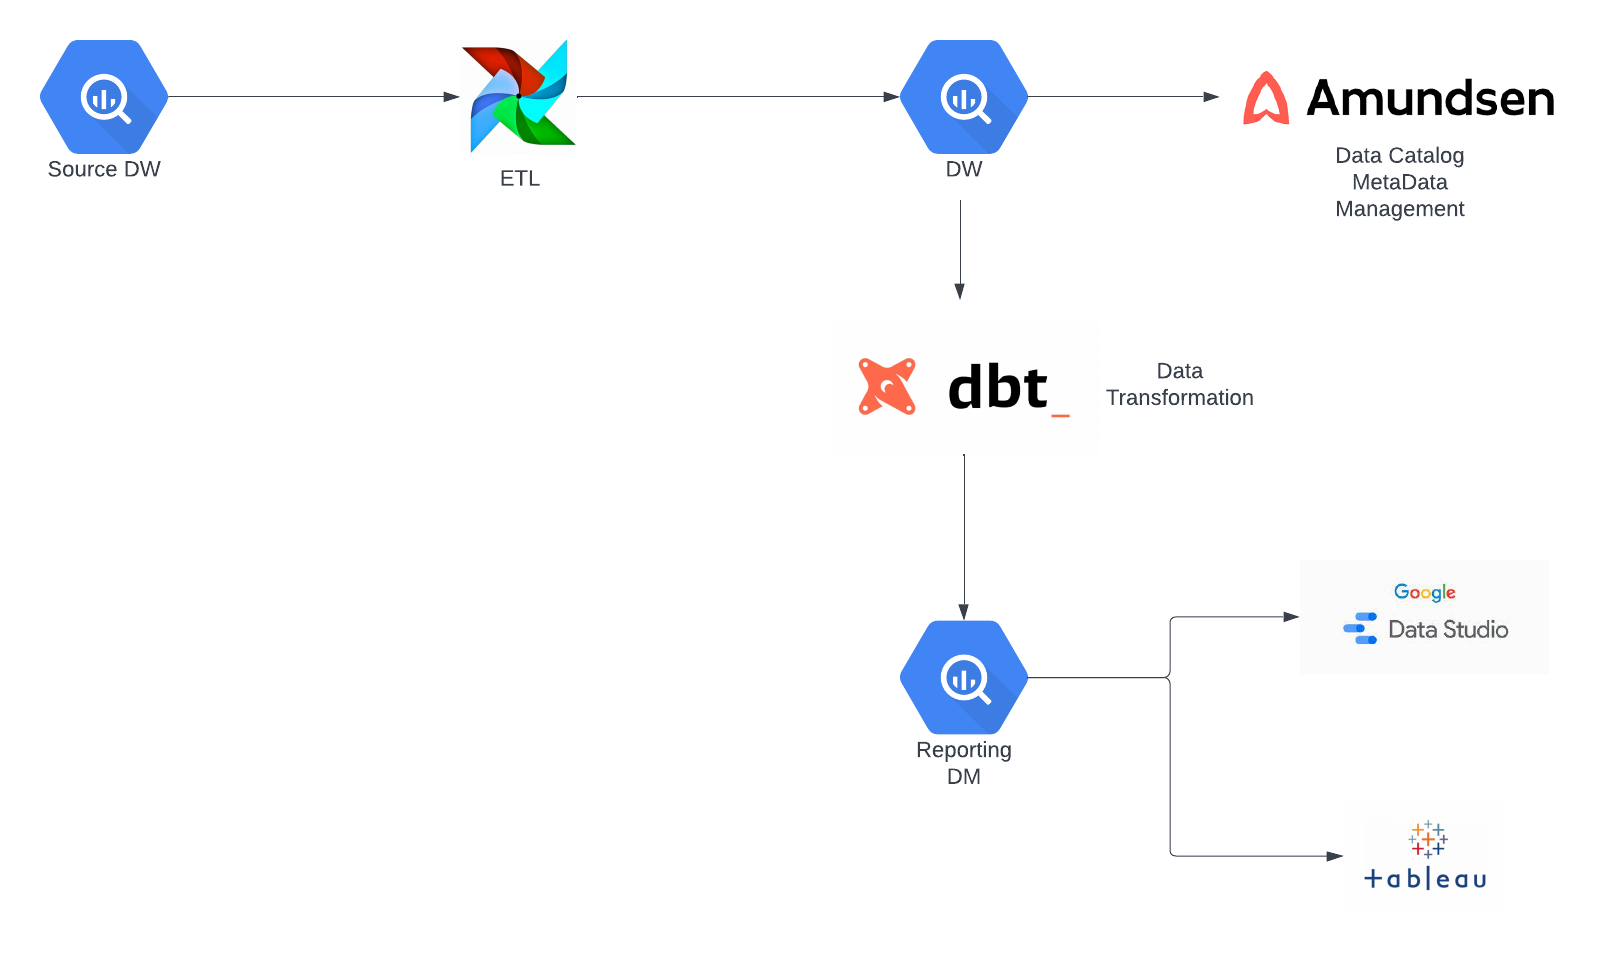 Source DW
ETL
DW
Amundsen
Data Catalog
MetaData
Management
dbt_
Data
Transformation
Reporting
DM
Google
Data Studio
+ableau